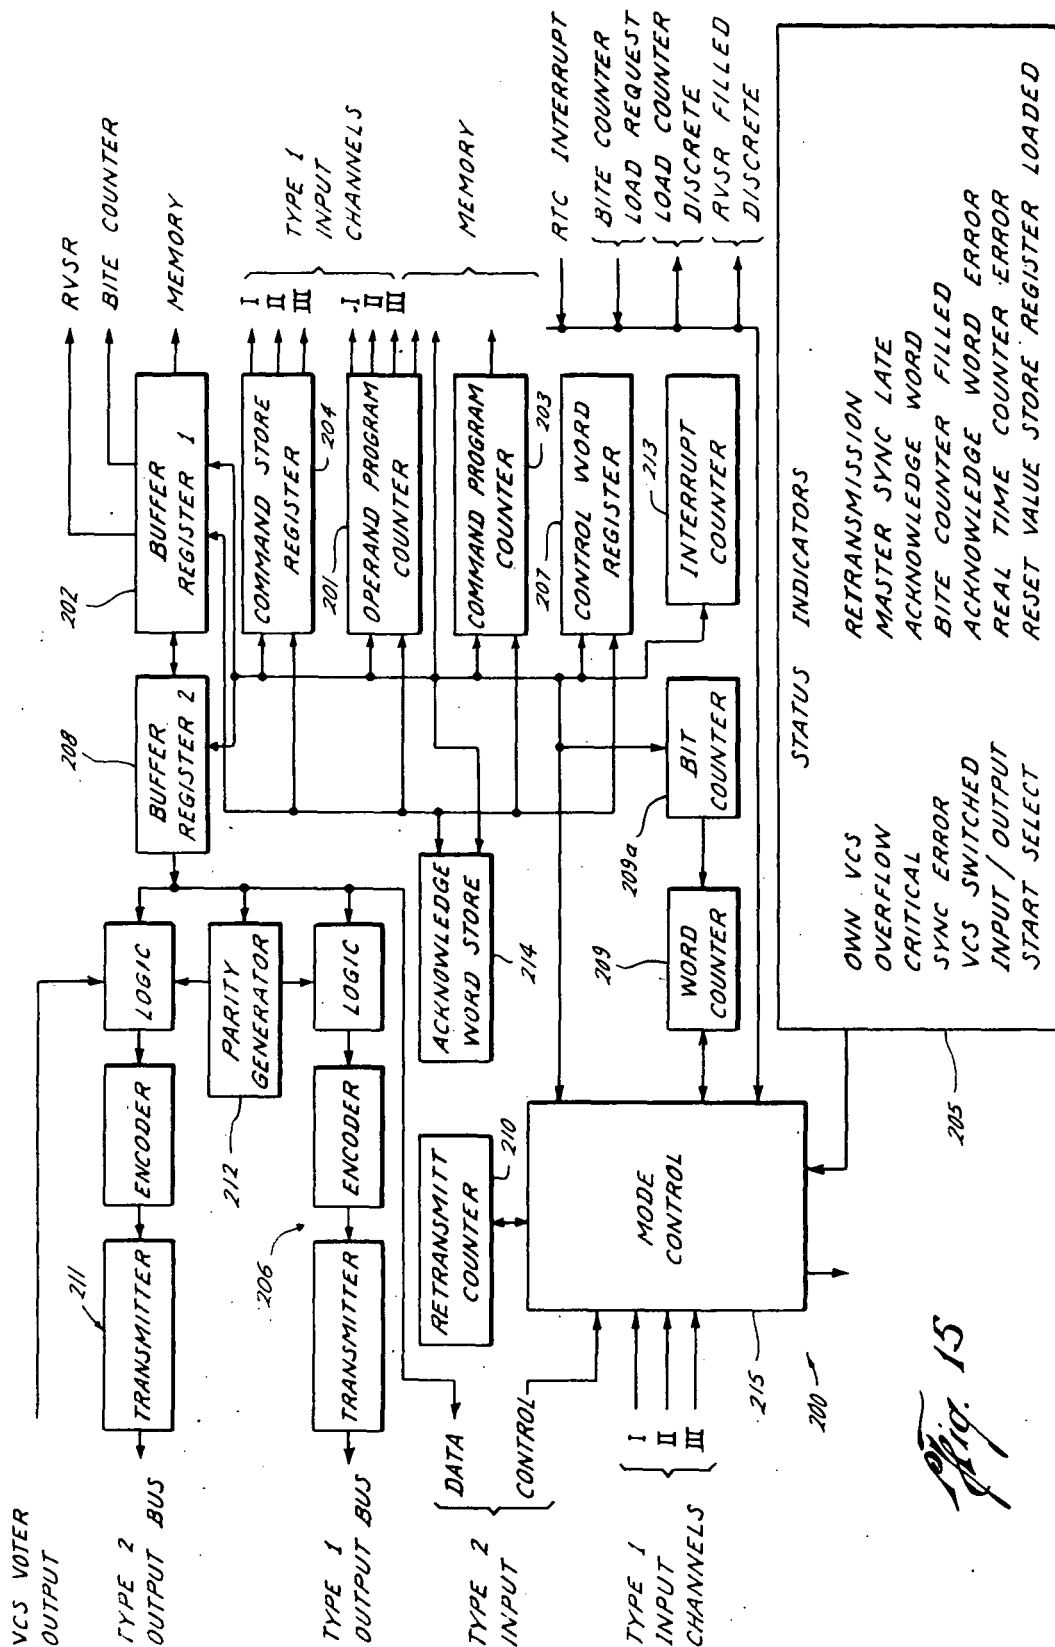 VCS VOTER
OUTPUT
TYPE 2
OUTPUT BUS
TYPE 1
OUTPUT BUS
TYPE 2
INPUT
DATA
CONTROL
TYPE 1
INPUT
CHANNELS
I
II
III
211
TRANSMITTER
ENCODER
LOGIC
212
PARITY
GENERATOR
206
TRANSMITTER
ENCODER
LOGIC
208
BUFFER
REGISTER 2
202
BUFFER
REGISTER 1
RVSR
BITE COUNTER
MEMORY
COMMAND STORE
REGISTER
204
I
II
III
TYPE 1
INPUT
CHANNELS
201
OPERAND PROGRAM
COUNTER
I
II
III
MEMORY
COMMAND PROGRAM
COUNTER
203
207
CONTROL WORD
REGISTER
213
INTERRUPT
COUNTER
RTC INTERRUPT
BITE COUNTER
LOAD REQUEST
LOAD COUNTER
DISCRETE
RVSR FILLED
DISCRETE
ACKNOWLEDGE
WORD STORE
214
RETRANSMITT
COUNTER
210
MODE
CONTROL
215
200
209
WORD
COUNTER
209a
BIT
COUNTER
205
STATUS INDICATORS
OWN VCS
OVERFLOW
CRITICAL
SYNC ERROR
VCS SWITCHED
INPUT / OUTPUT
START SELECT
RETRANSMISSION
MASTER SYNC LATE
ACKNOWLEDGE WORD
BITE COUNTER FILLED
ACKNOWLEDGE WORD ERROR
REAL TIME COUNTER ERROR
RESET VALUE STORE REGISTER LOADED
Fig. 15